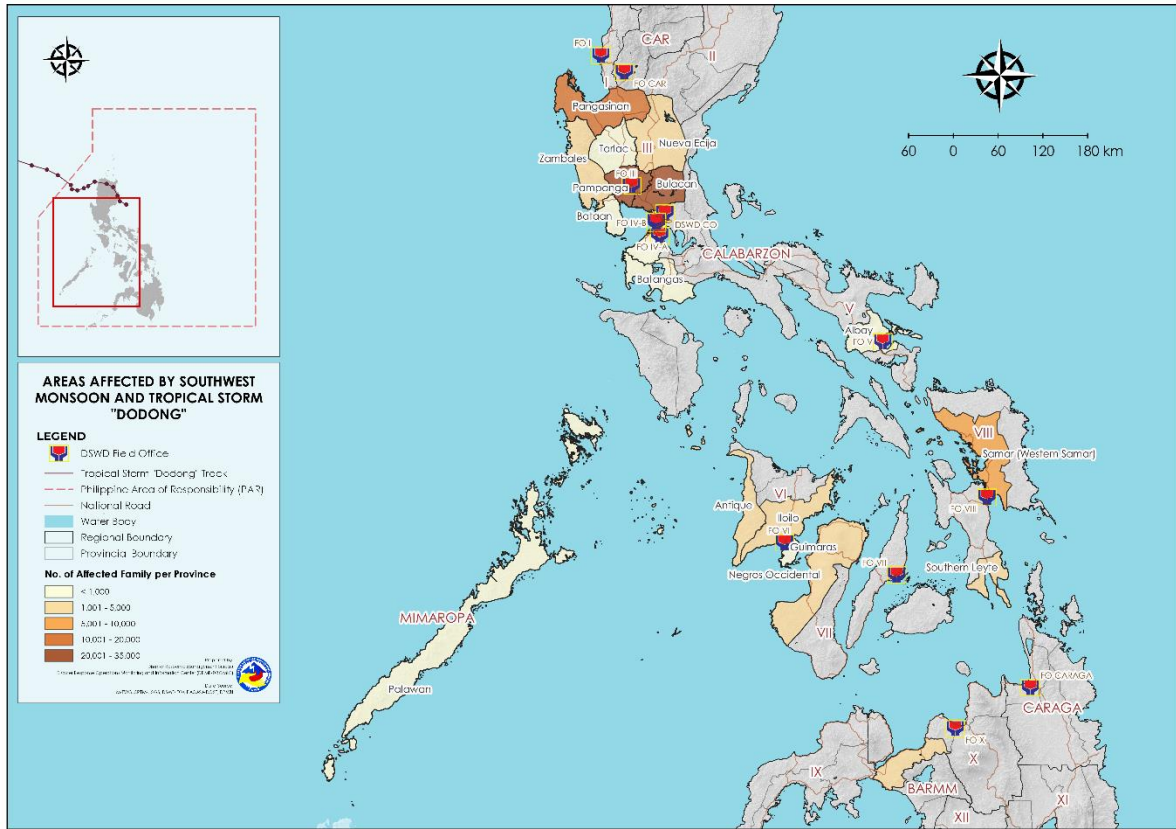 AREAS AFFECTED BY SOUTHWEST
MONSOON AND TROPICAL STORM
"DODONG"
LEGEND
DSWD Field Office
Tropical Storm 'Dodong' Track
Philippine Area of Responsibility (PAR)
National Road
Water Body
Regional Boundary
Provincial Boundary
No. of Affected Family per Province
< 1,000
1,001 - 5,000
5,001 - 10,000
10,001 - 20,000
20,001 - 35,000
60 0 60 120 180 km
CAR
II
FO I
I
FO CAR
Pangasinan
Tarlac
III
Nueva Ecija
Zambales
FO III
Pampanga
Bulacan
Bataan
FO IV-B
DSWD CO
FO IV-A
CALABARZON
Batangas
V
Albay
FO V
VIII
Samar (Western Samar)
FO VIII
Antique
VI
Iloilo
FO VI
Guimaras
Negros Occidental
FO VII
Southern Leyte
VII
MIMAROPA
Palawan
FO CARAGA
CARAGA
FO X
X
IX
BARMM
XII
XI